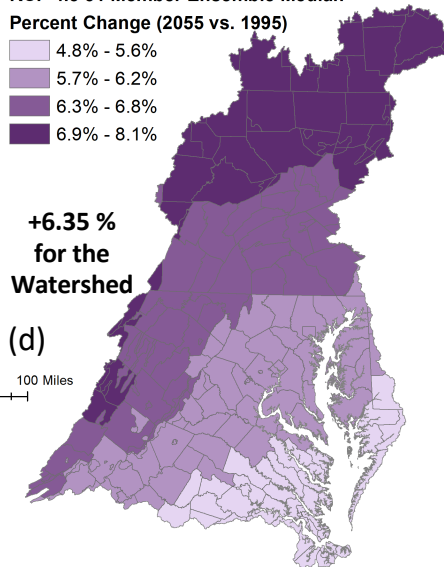 Percent Change (2055 vs. 1995)
4.8% - 5.6%
5.7% - 6.2%
6.3% - 6.8%
6.9% - 8.1%
+6.35 %
for the
Watershed
(d)
100 Miles